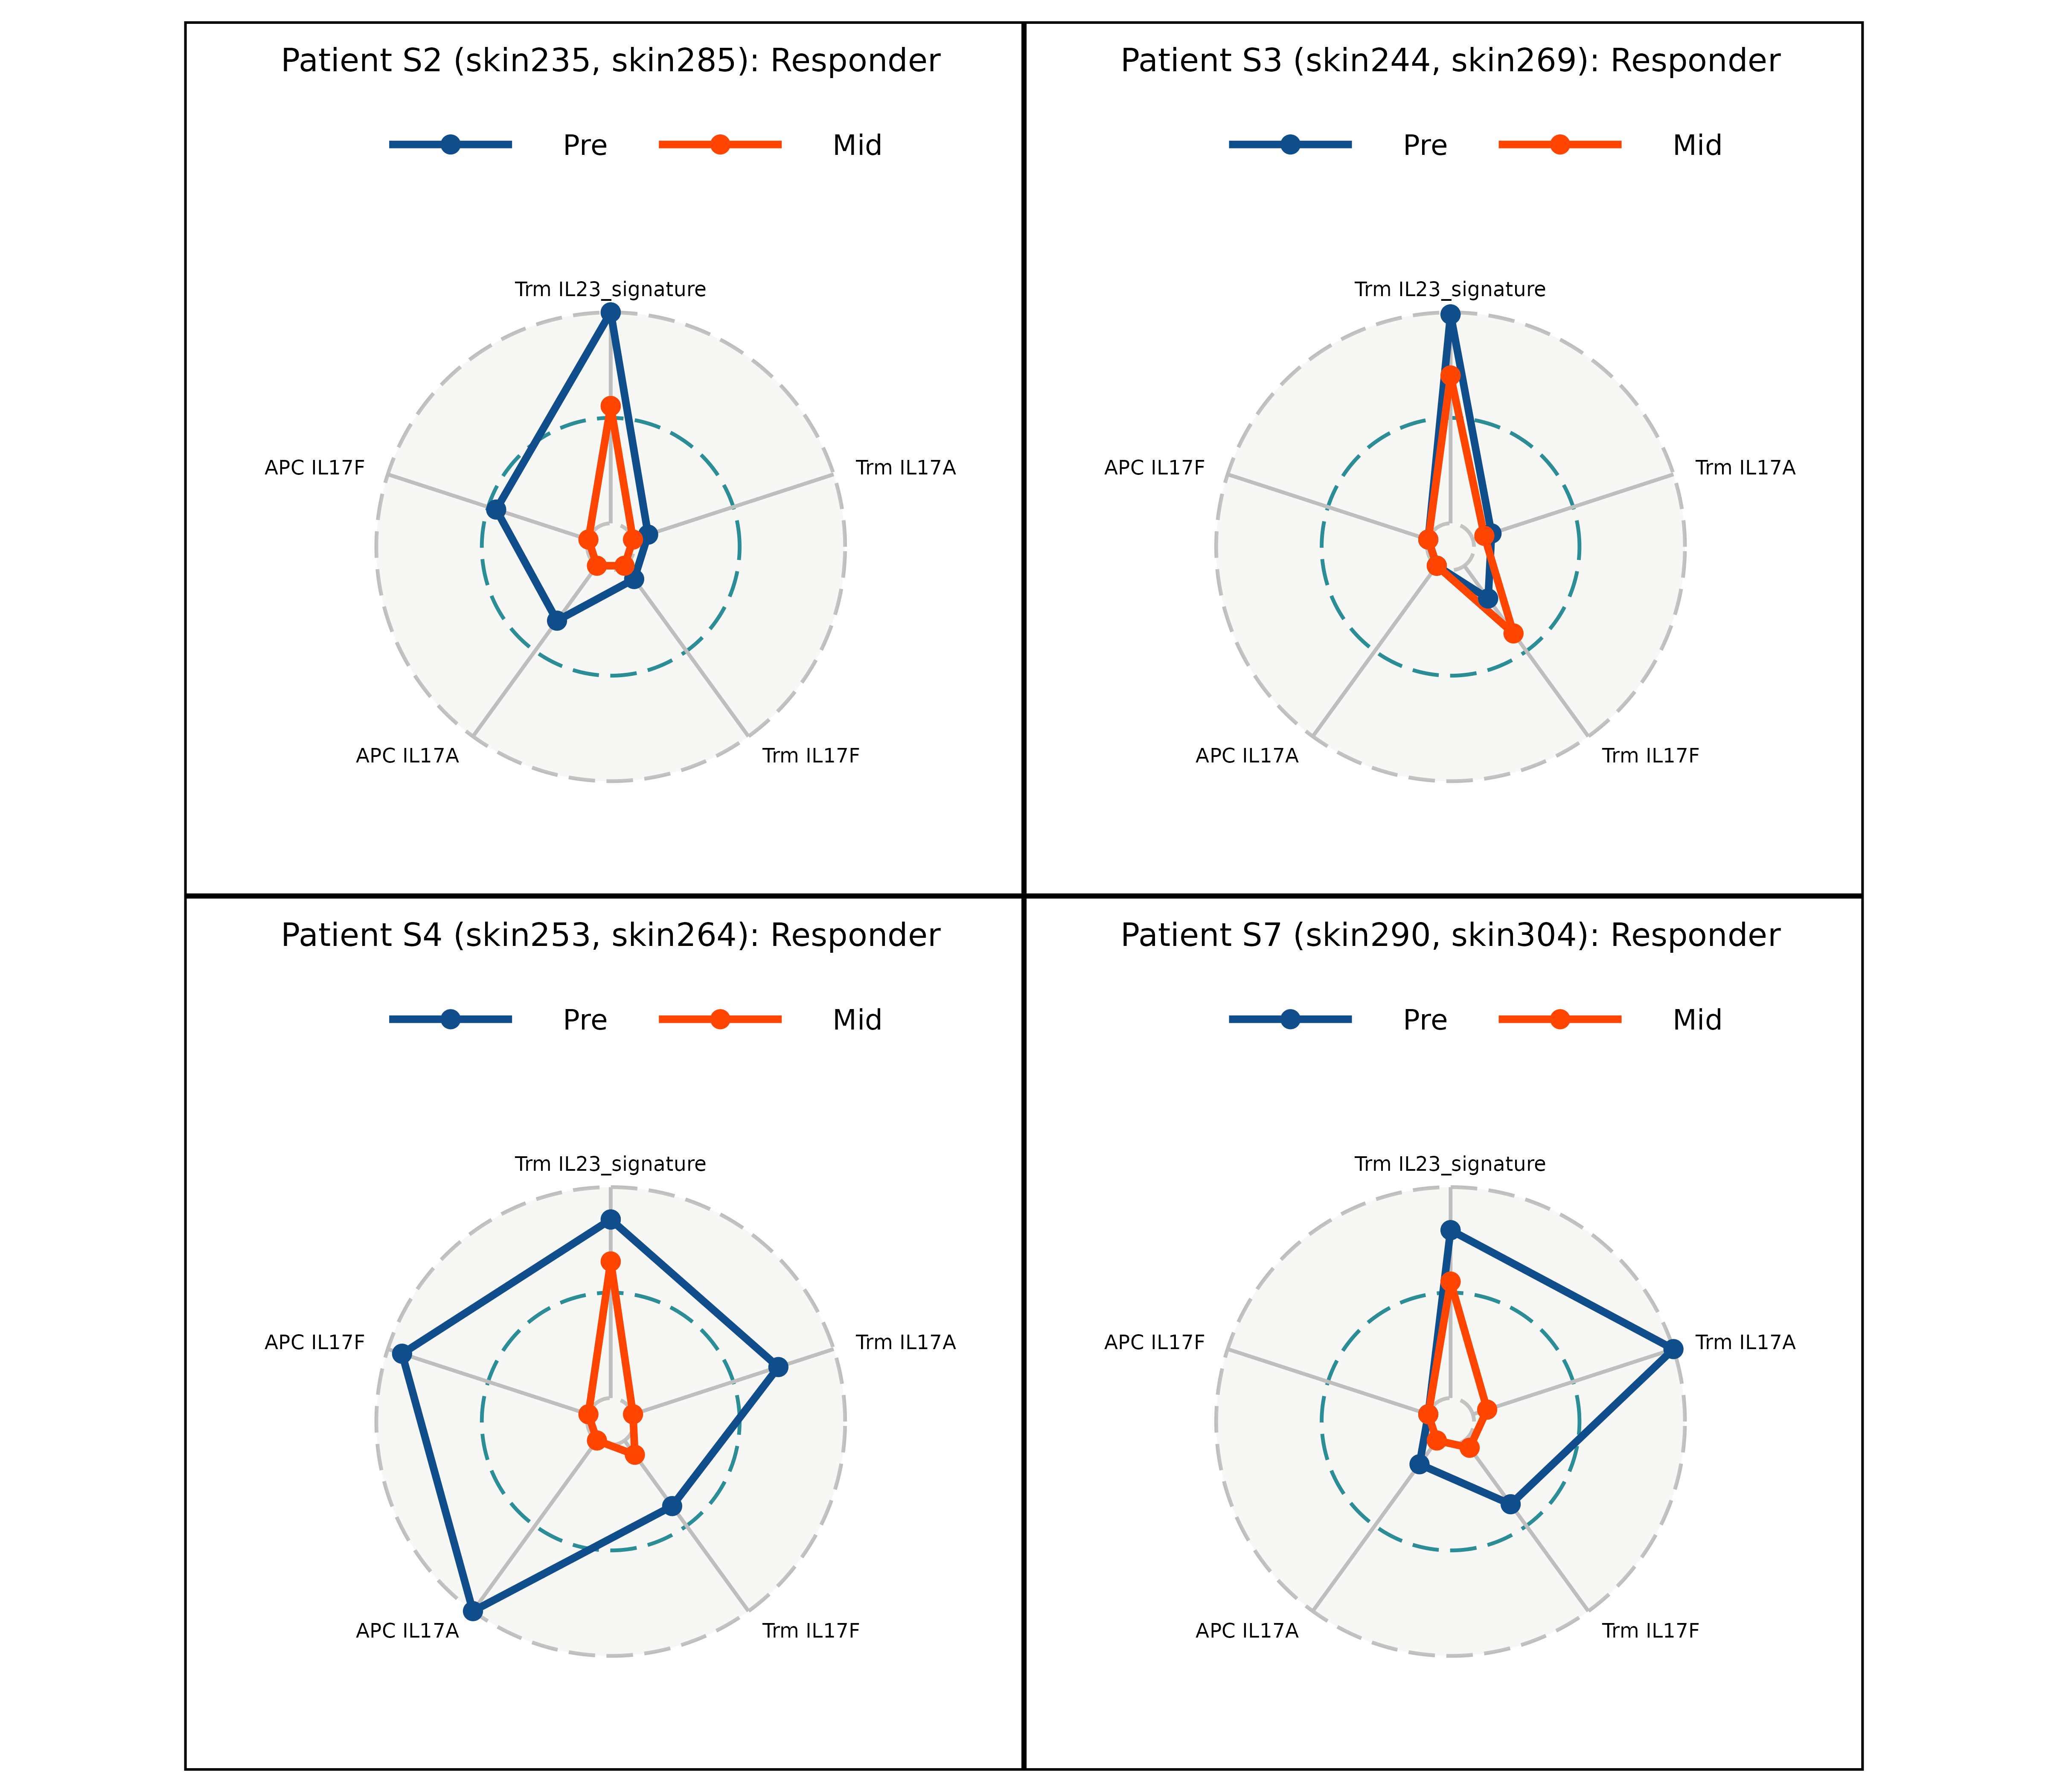 Patient S2 (skin235, skin285): Responder
Pre Mid
Trm IL23_signature
APC IL17F
Trm IL17A
APC IL17A
Trm IL17F
Patient S3 (skin244, skin269): Responder
Pre Mid
Trm IL23_signature
APC IL17F
Trm IL17A
APC IL17A
Trm IL17F
Patient S4 (skin253, skin264): Responder
Pre Mid
Trm IL23_signature
APC IL17F
Trm IL17A
APC IL17A
Trm IL17F
Patient S7 (skin290, skin304): Responder
Pre Mid
Trm IL23_signature
APC IL17F
Trm IL17A
APC IL17A
Trm IL17F